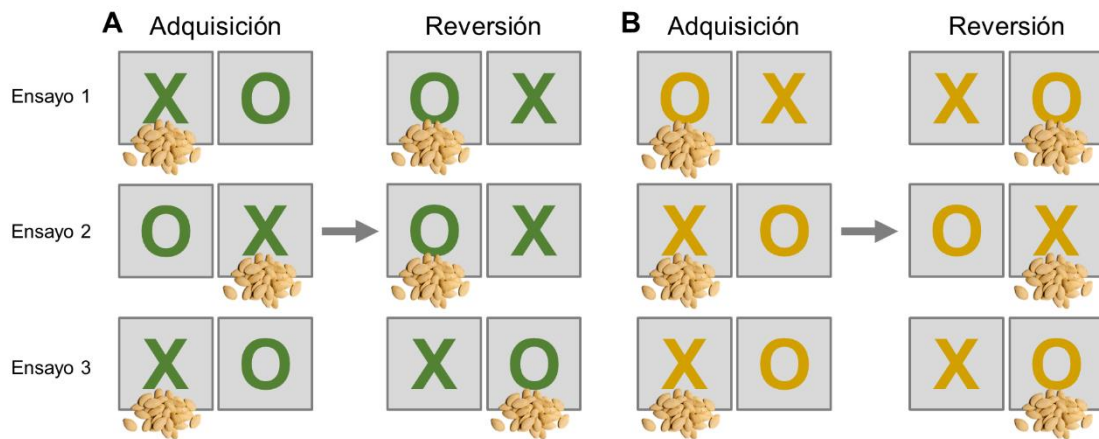 A Adquisición Reversión B Adquisición Reversión
Ensayo 1 X O O X O X X O
Ensayo 2 O X O X X O O X
Ensayo 3 X O X O X O X O